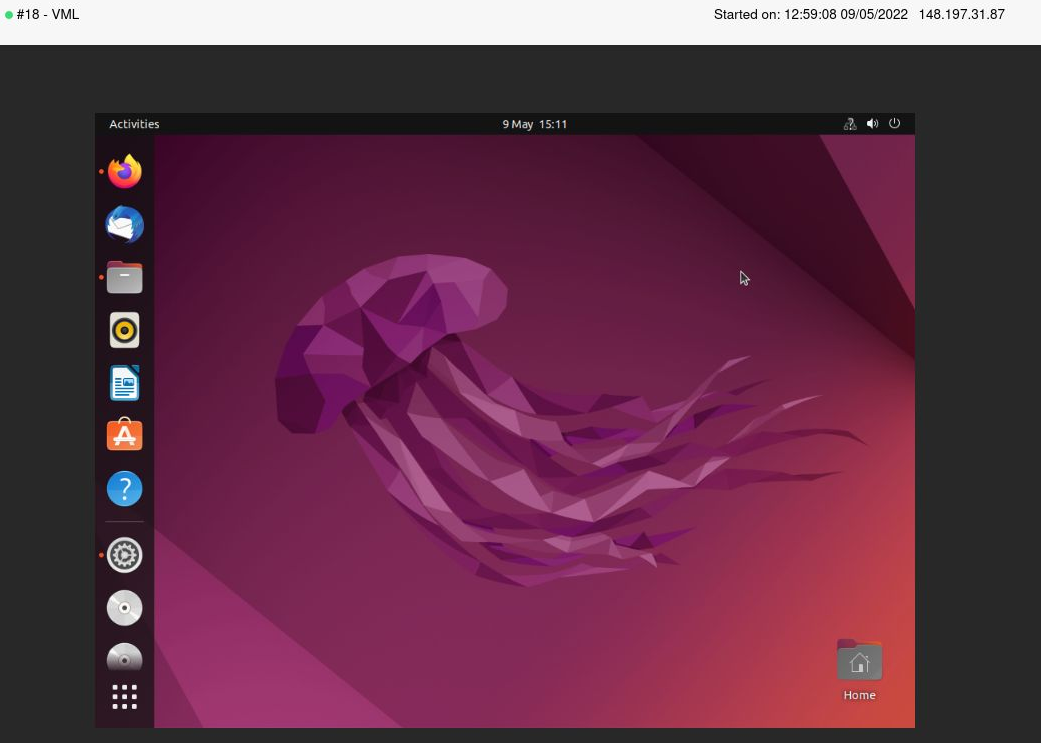 #18 - VML
Started on: 12:59:08 09/05/2022 148.197.31.87
Activities
9 May 15:11
?
Home